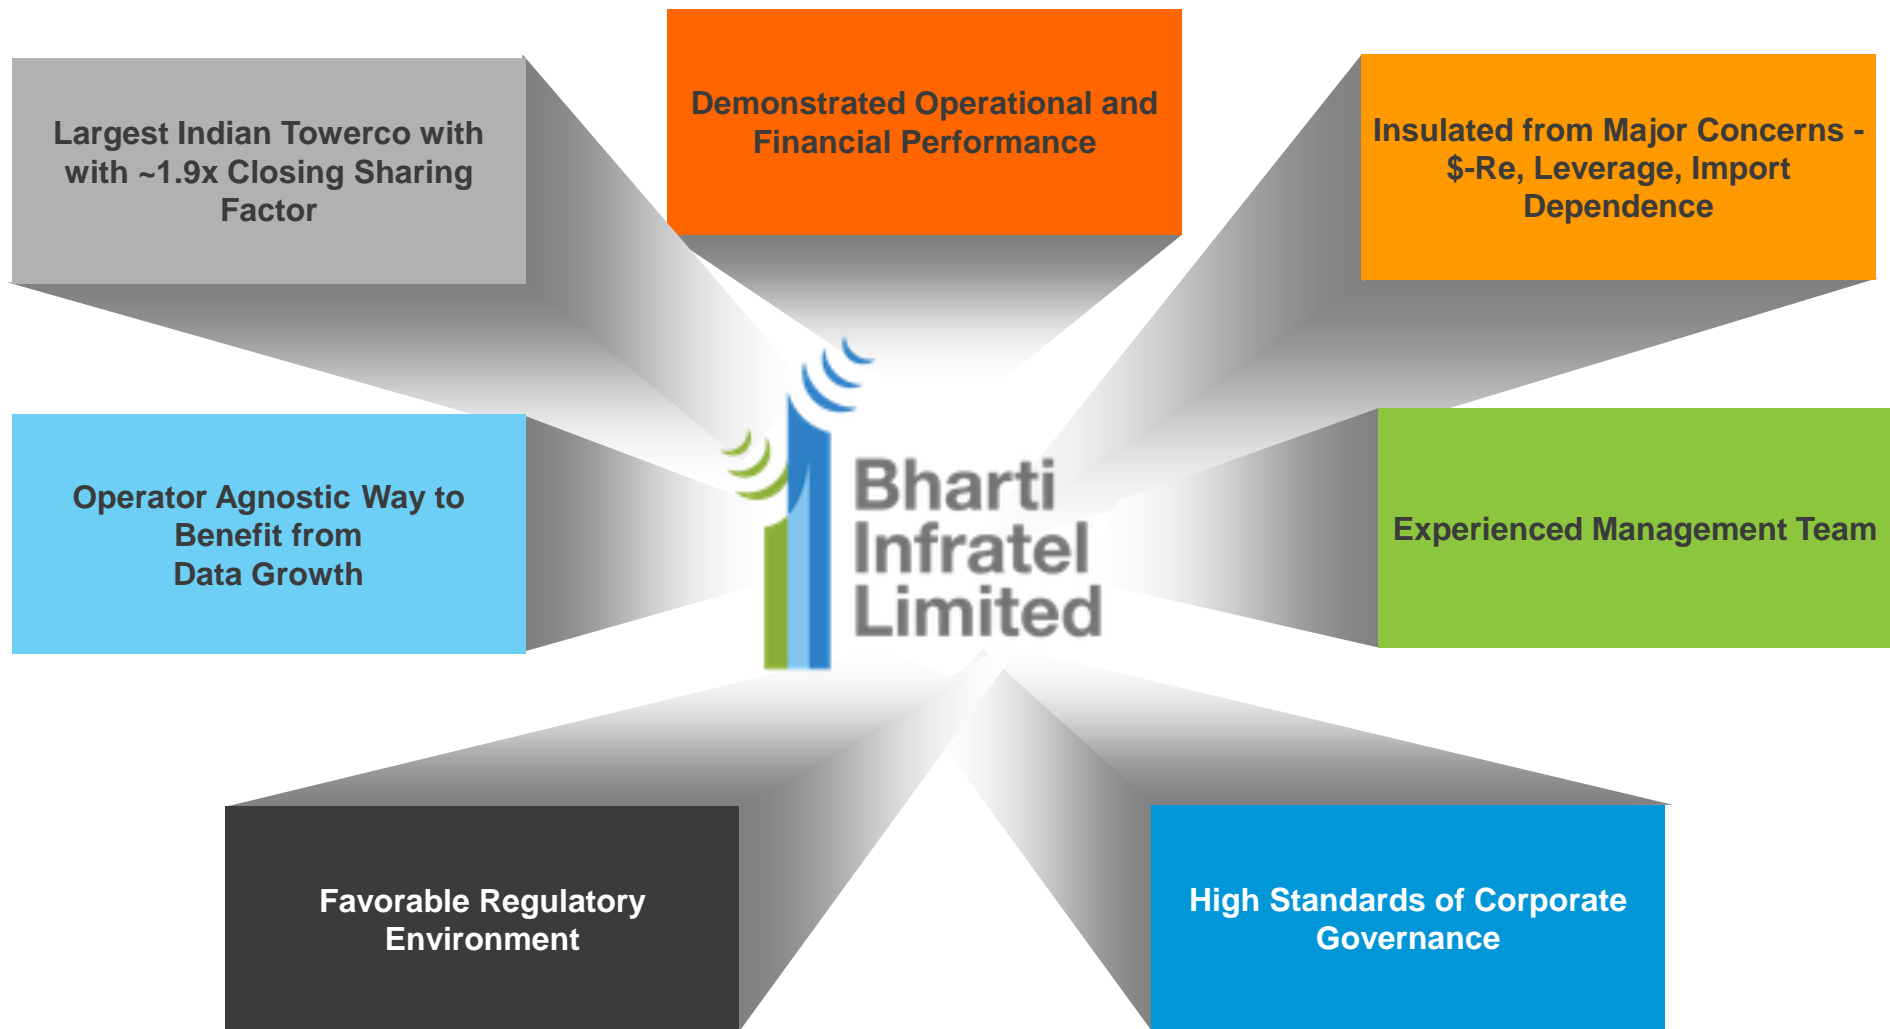 Demonstrated Operational and
Financial Performance
Largest Indian Towerco with
with ~1.9x Closing Sharing
Factor
Insulated from Major Concerns -
$-Re, Leverage, Import
Dependence
Operator Agnostic Way to
Benefit from
Data Growth
Bharti
Infratel
Limited
Experienced Management Team
Favorable Regulatory
Environment
High Standards of Corporate
Governance